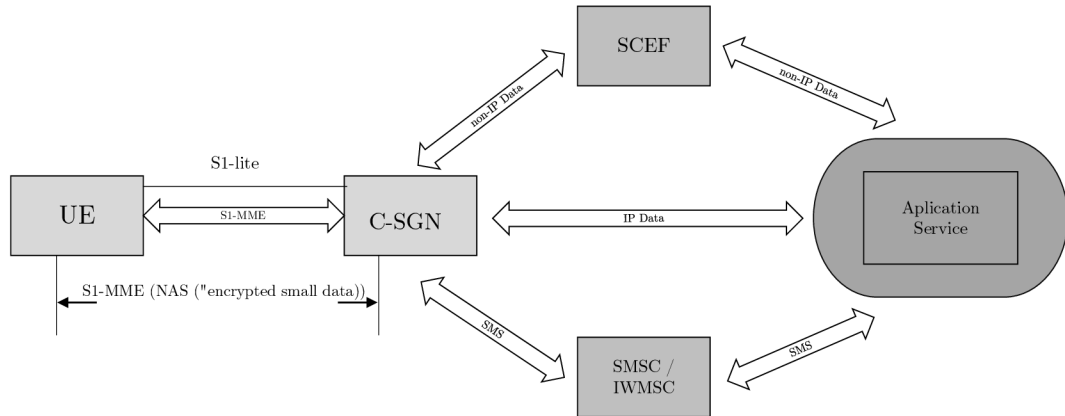 SCEF
non-IP Data
non-IP Data
S1-lite
UE
S1-MME
C-SGN
IP Data
Aplication
Service
S1-MME (NAS ("encrypted small data))
SMS
SMSC /
IWMSC
SMS